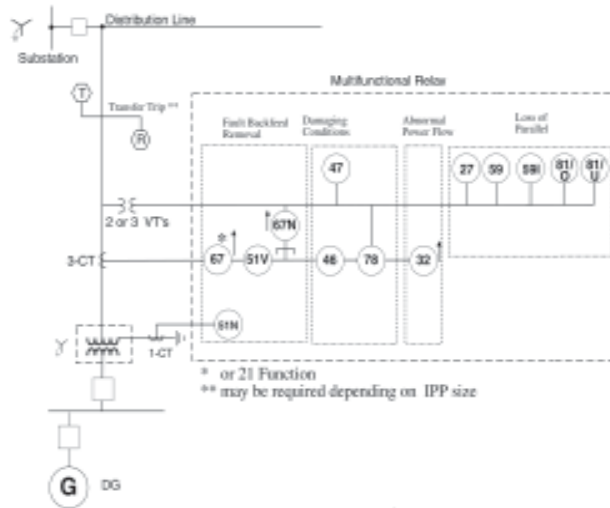 Distribution Line
Substation
Multifunctional Relay
T
Transfer Trip **
R
Fault Backfeed Removal
Damaging Conditions
Abnormal Power Flow
Loss of Parallel
47
27
59
59I
81/O
81/U
2 or 3 VT's
67N
*
3-CT
67
51V
46
78
32
51N
1-CT
* or 21 Function
** may be required depending on IPP size
G
DG